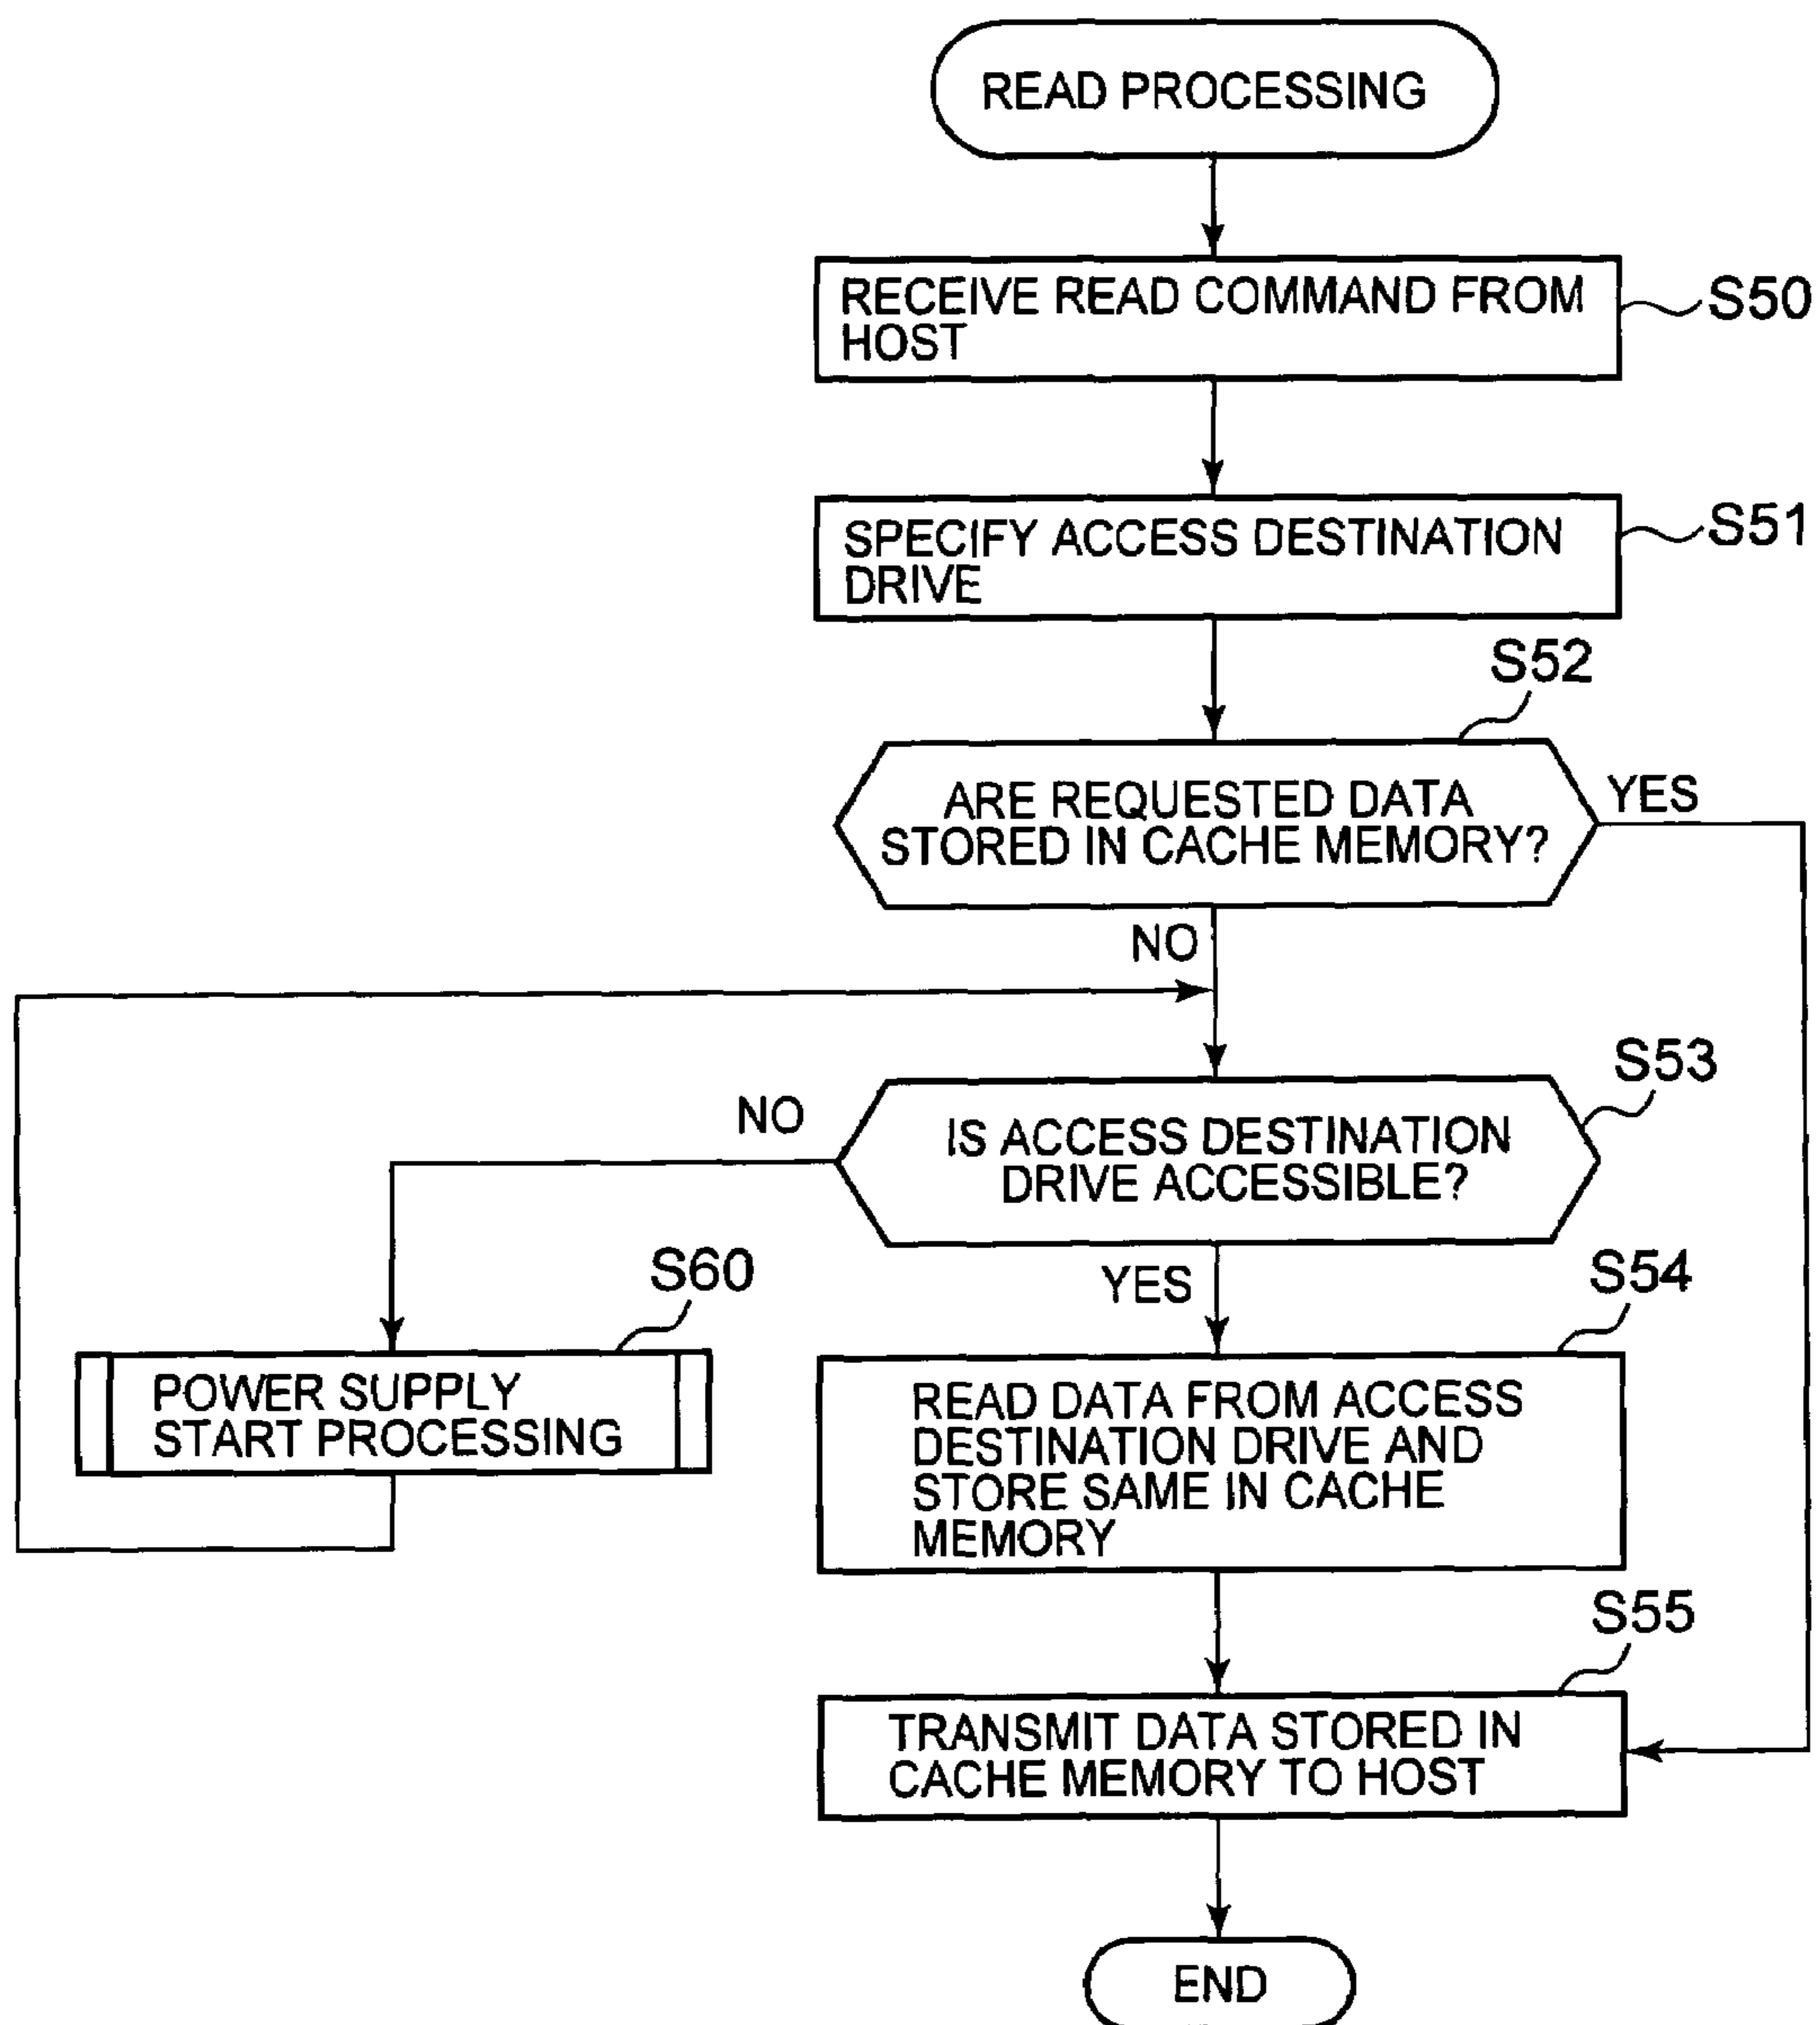 READ PROCESSING
RECEIVE READ COMMAND FROM
HOST
S50
SPECIFY ACCESS DESTINATION
DRIVE
S51
S52
ARE REQUESTED DATA
STORED IN CACHE MEMORY?
YES
NO
S53
IS ACCESS DESTINATION
DRIVE ACCESSIBLE?
NO
YES
S60
POWER SUPPLY
START PROCESSING
S54
READ DATA FROM ACCESS
DESTINATION DRIVE AND
STORE SAME IN CACHE
MEMORY
S55
TRANSMIT DATA STORED IN
CACHE MEMORY TO HOST
END